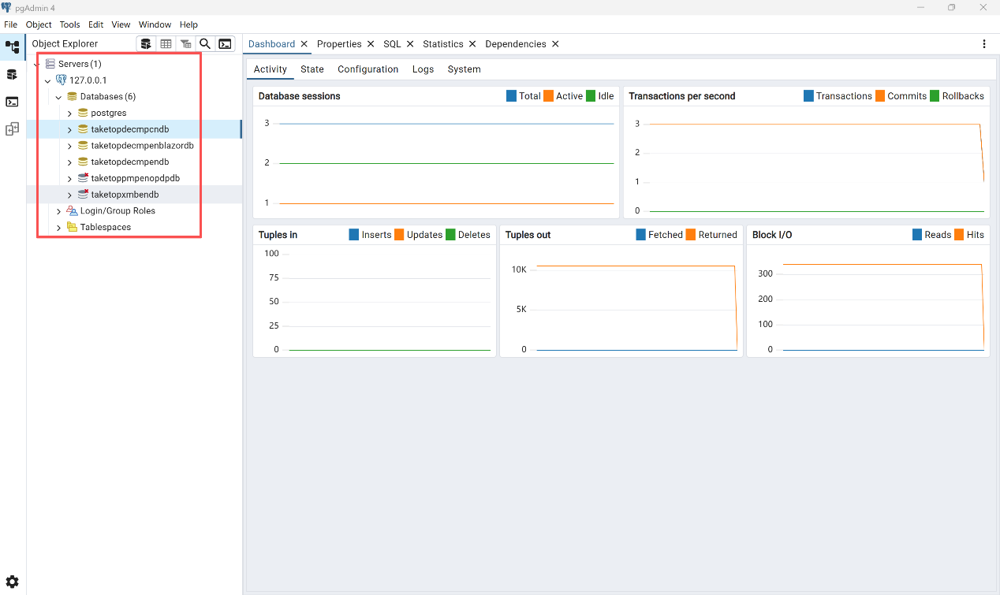 pgAdmin 4
File Object Tools Edit View Window Help
Object Explorer
Dashboard Properties SQL Statistics Dependencies
Servers (1)
127.0.0.1
Databases (6)
postgres
taketopdecmpcndb
taketopdecmpenblazordb
taketopdecmpendb
taketoppmpenopdpdb
taketopxmbendb
Login/Group Roles
Tablespaces
Activity State Configuration Logs System
Database sessions Total Active Idle
3
2
1
Transactions per second Transactions Commits Rollbacks
3
2
1
0
Tuples in Inserts Updates Deletes
100
75
50
25
0
Tuples out Fetched Returned
10K
5K
0
Block I/O Reads Hits
300
200
100
0